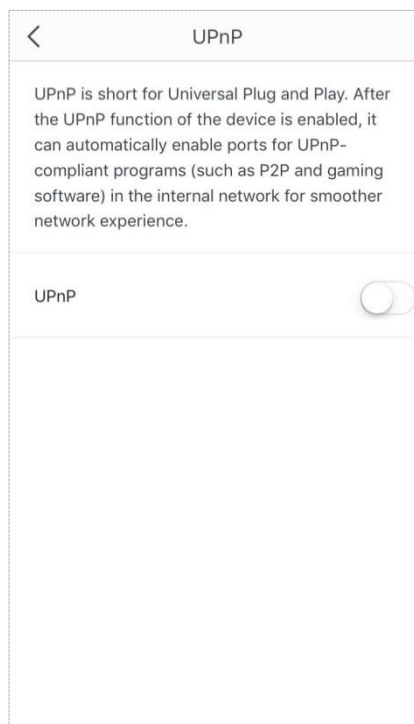 UPnP
UPnP is short for Universal Plug and Play. After
the UPnP function of the device is enabled, it
can automatically enable ports for UPnP-
compliant programs (such as P2P and gaming
software) in the internal network for smoother
network experience.
UPnP